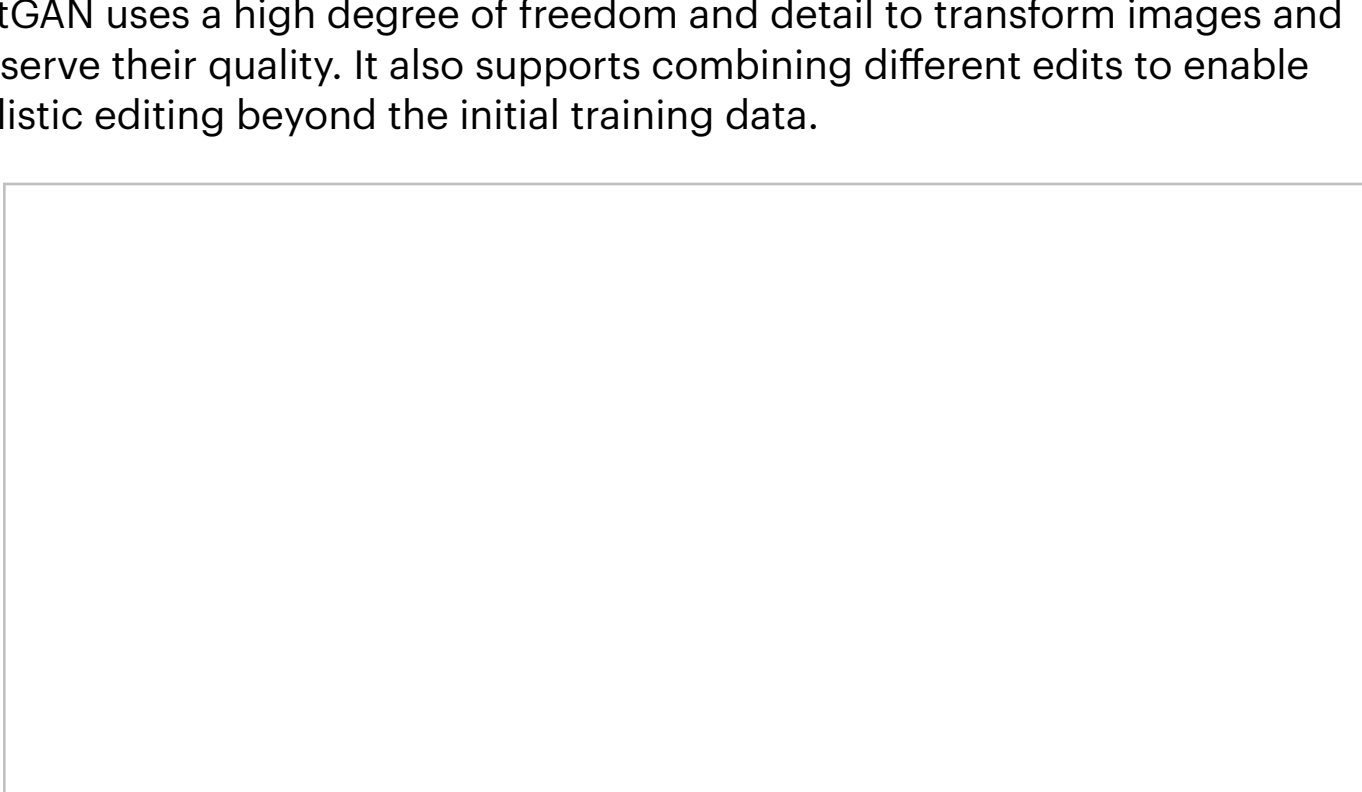 tGAN uses a high degree of freedom and detail to transform images and
serve their quality. It also supports combining different edits to enable
listic editing beyond the initial training data.